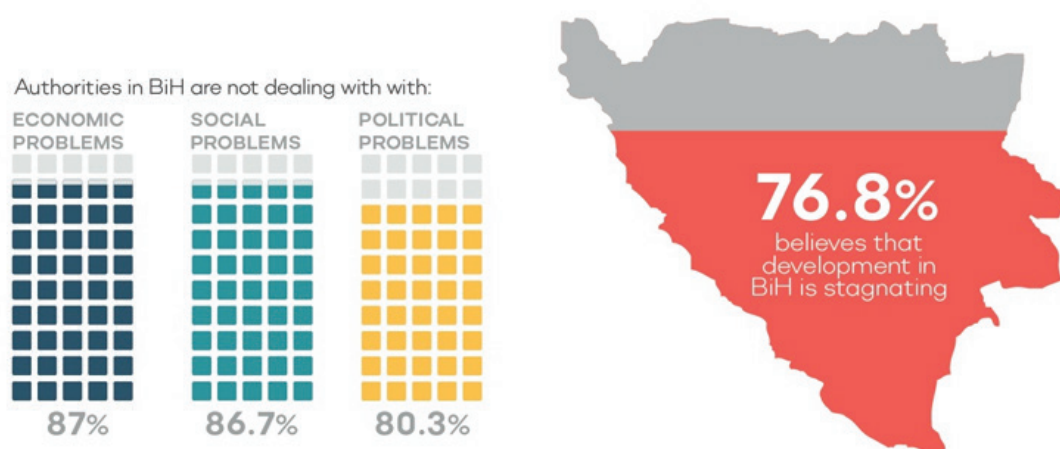 Authorities in BiH are not dealing with with:
ECONOMIC
PROBLEMS
87%
SOCIAL
PROBLEMS
86.7%
POLITICAL
PROBLEMS
80.3%
76.8%
believes that
development in
BiH is stagnating